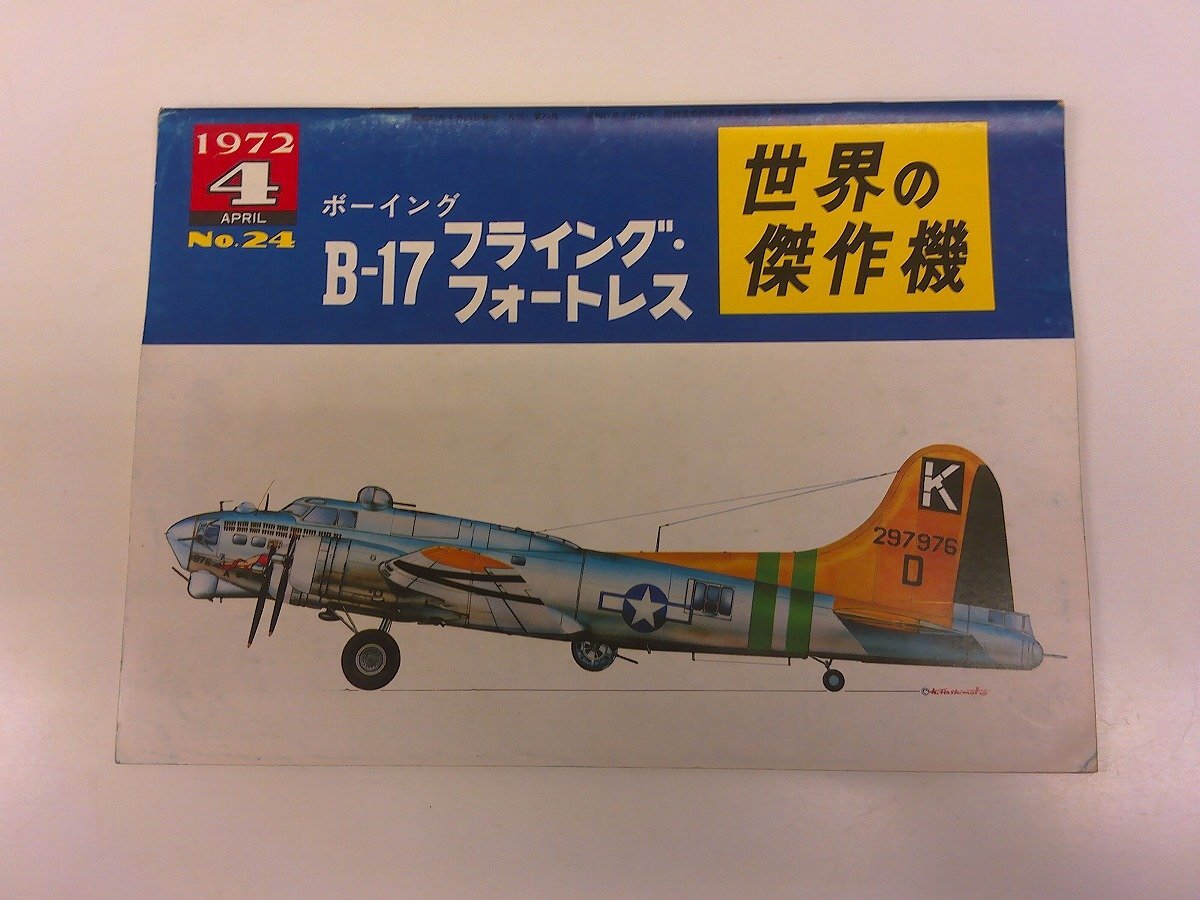 1972
4
APRIL
No.24
ボーイング
B-17 フライング・
フォートレス
世界の
傑作機
K
297976
D